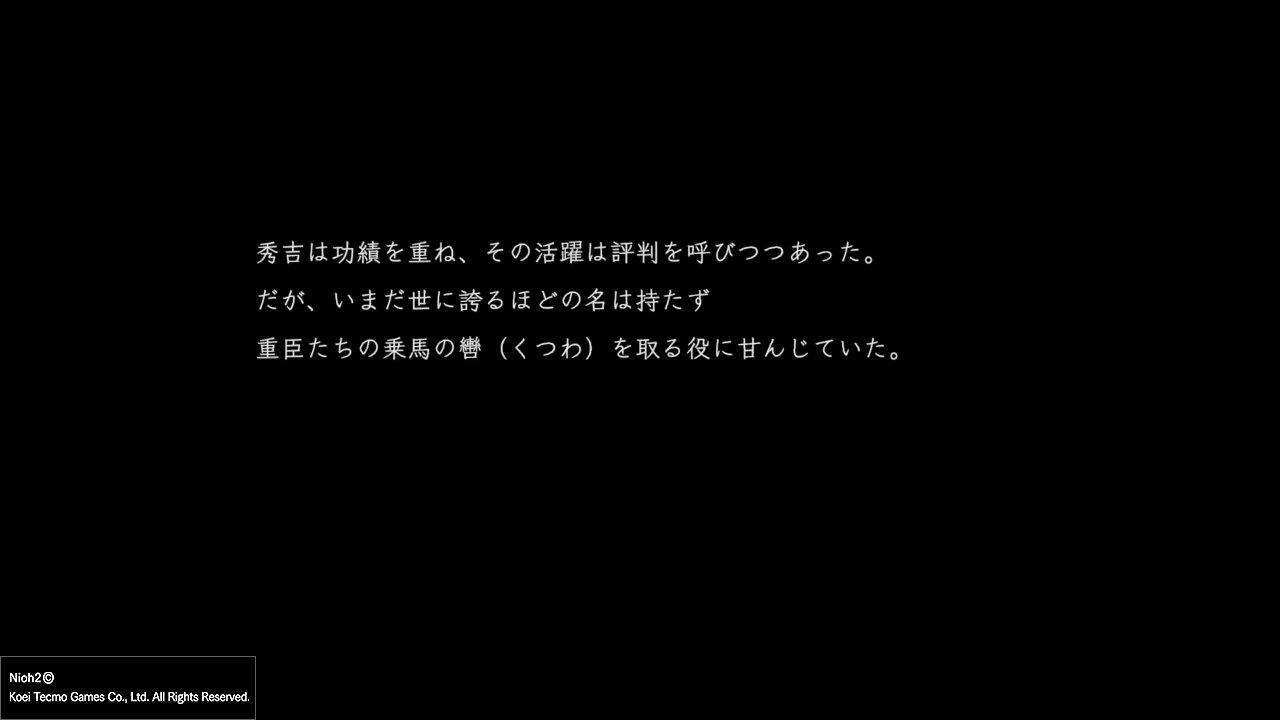 秀吉は功績を重ね、その活躍は評判を呼びつつあった。
だが、いまだ世に誇るほどの名は持たず
重臣たちの乗馬の轡（くつわ）を取る役に甘んじていた。
Nioh2©
Koei Tecmo Games Co., Ltd. All Rights Reserved.